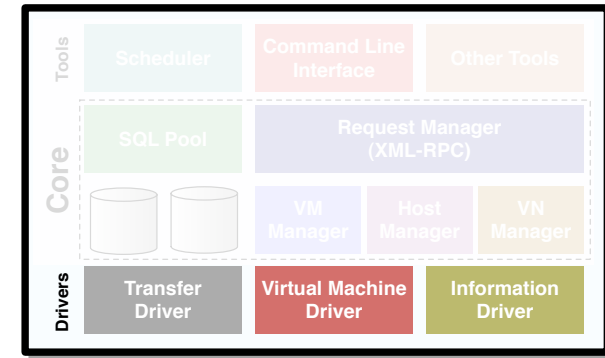 Tools
Scheduler
Command Line
Interface
Other Tools
Core
SQL Pool
Request Manager
(XML-RPC)
VM
Manager
Host
Manager
VN
Manager
Drivers
Transfer
Driver
Virtual Machine
Driver
Information
Driver